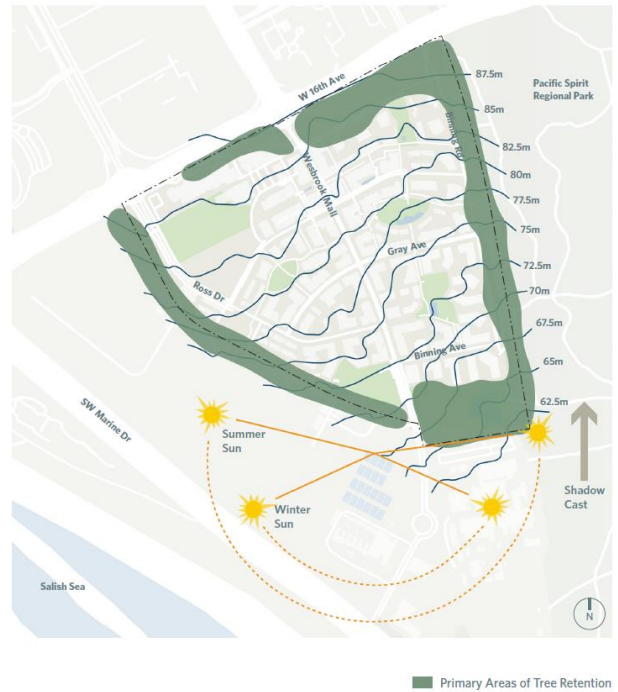 W 16th Ave
87.5m
Pacific Spirit
Regional Park
85m
Binning Rd
82.5m
Wesbrook Mall
80m
77.5m
75m
Gray Ave
72.5m
Ross Dr
70m
67.5m
Binning Ave
65m
62.5m
SW Marine Dr
Summer
Sun
Shadow
Cast
Winter
Sun
Salish Sea
N
Primary Areas of Tree Retention